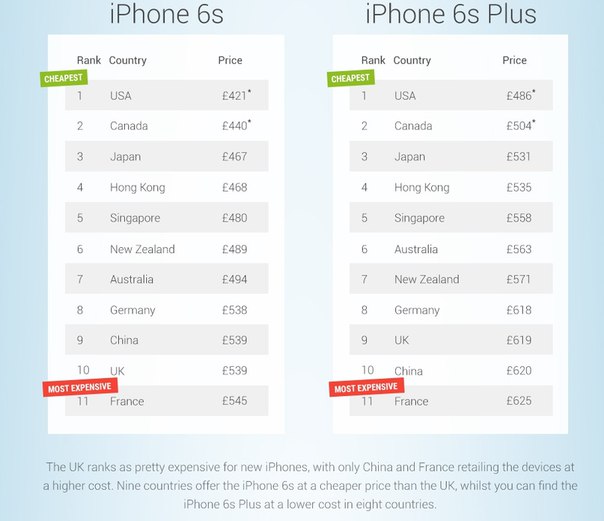 iPhone 6s
Rank Country Price
CHEAPEST
1 USA £421*
2 Canada £440*
3 Japan £467
4 Hong Kong £468
5 Singapore £480
6 New Zealand £489
7 Australia £494
8 Germany £538
9 China £539
10 UK £539
MOST EXPENSIVE
11 France £545
iPhone 6s Plus
Rank Country Price
CHEAPEST
1 USA £486*
2 Canada £504*
3 Japan £531
4 Hong Kong £535
5 Singapore £558
6 Australia £563
7 New Zealand £571
8 Germany £618
9 UK £619
10 China £620
MOST EXPENSIVE
11 France £625
The UK ranks as pretty expensive for new iPhones, with only China and France retailing the devices at
a higher cost. Nine countries offer the iPhone 6s at a cheaper price than the UK, whilst you can find the
iPhone 6s Plus at a lower cost in eight countries.